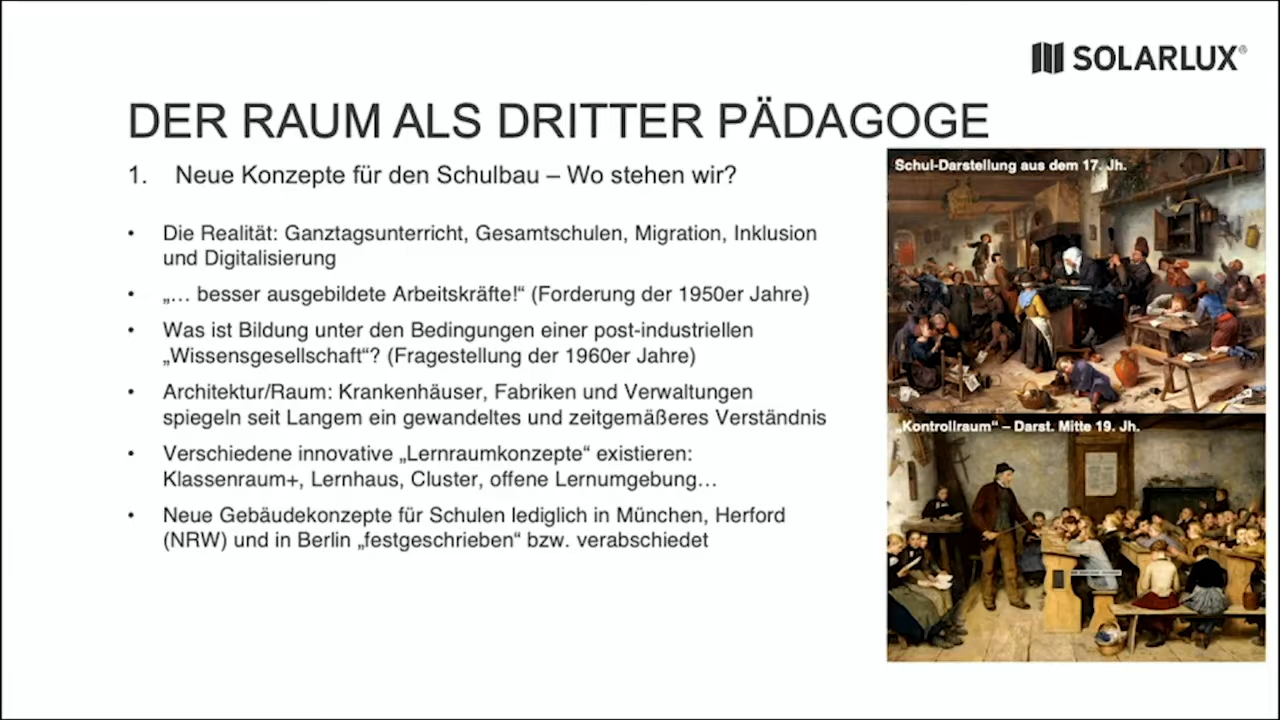 SOLARLUX®
DER RAUM ALS DRITTER PÄDAGOGE
1. Neue Konzepte für den Schulbau – Wo stehen wir?
• Die Realität: Ganztagsunterricht, Gesamtschulen, Migration, Inklusion
und Digitalisierung
• „… besser ausgebildete Arbeitskräfte!“ (Forderung der 1950er Jahre)
• Was ist Bildung unter den Bedingungen einer post-industriellen
„Wissensgesellschaft“? (Fragestellung der 1960er Jahre)
• Architektur/Raum: Krankenhäuser, Fabriken und Verwaltungen
spiegeln seit Langem ein gewandeltes und zeitgemäßeres Verständnis
• Verschiedene innovative „Lernraumkonzepte“ existieren:
Klassenraum+, Lernhaus, Cluster, offene Lernumgebung…
• Neue Gebäudekonzepte für Schulen lediglich in München, Herford
(NRW) und in Berlin „festgeschrieben“ bzw. verabschiedet
Schul-Darstellung aus dem 17. Jh.
„Kontrollraum“ – Darst. Mitte 19. Jh.